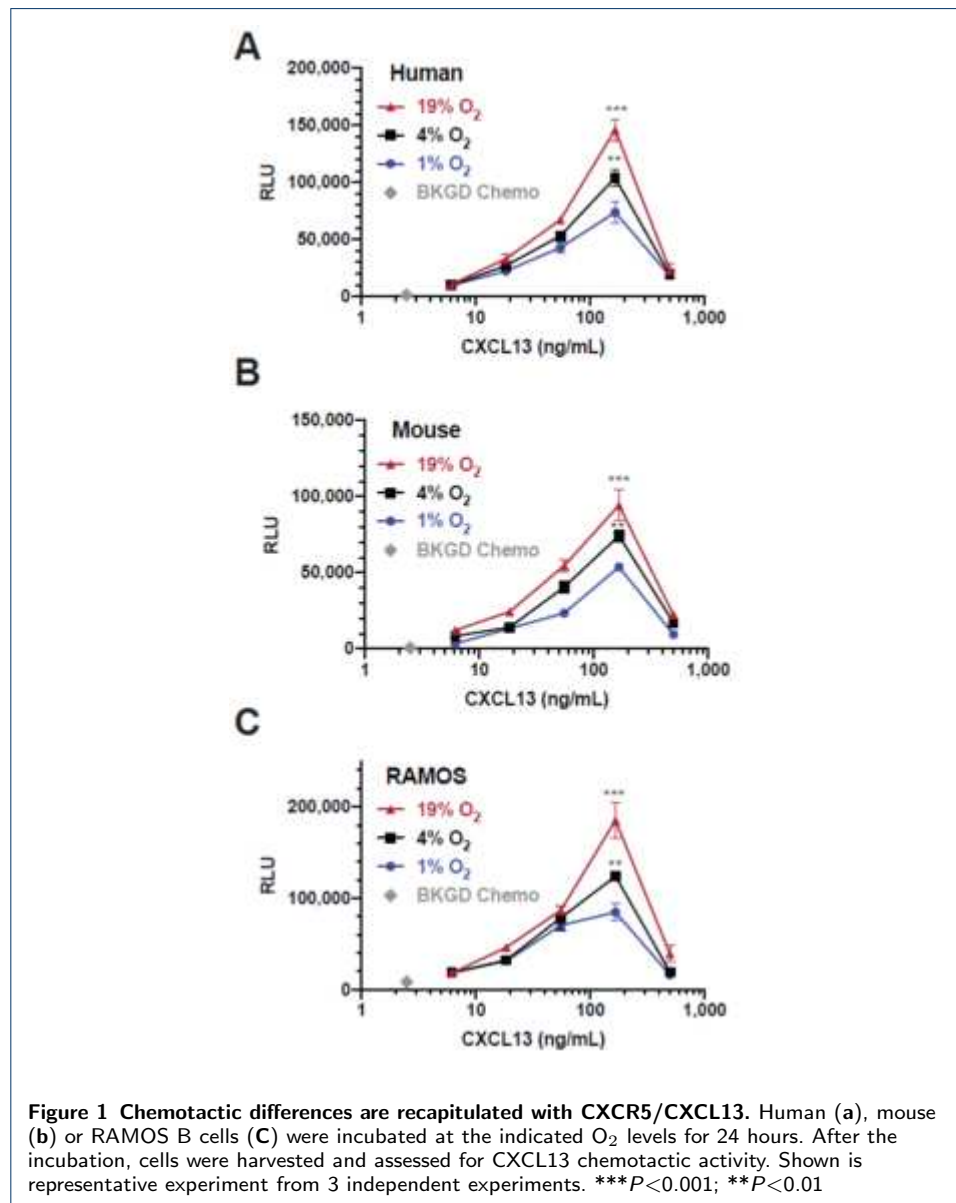 A
200,000
Human
19% O₂
***
150,000
4% O₂
**
1% O₂
100,000
BKGD Chemo
50,000
0
RLU
1 10 100 1,000
CXCL13 (ng/mL)
B
150,000
Mouse
19% O₂
***
4% O₂
100,000
**
1% O₂
BKGD Chemo
50,000
0
RLU
1 10 100 1,000
CXCL13 (ng/mL)
C
RAMOS
19% O₂
***
200,000
4% O₂
**
1% O₂
BKGD Chemo
100,000
0
RLU
1 10 100 1,000
CXCL13 (ng/mL)
Figure 1 Chemotactic differences are recapitulated with CXCR5/CXCL13. Human (a), mouse
(b) or RAMOS B cells (C) were incubated at the indicated O₂ levels for 24 hours. After the
incubation, cells were harvested and assessed for CXCL13 chemotactic activity. Shown is
representative experiment from 3 independent experiments. ***P<0.001; **P<0.01